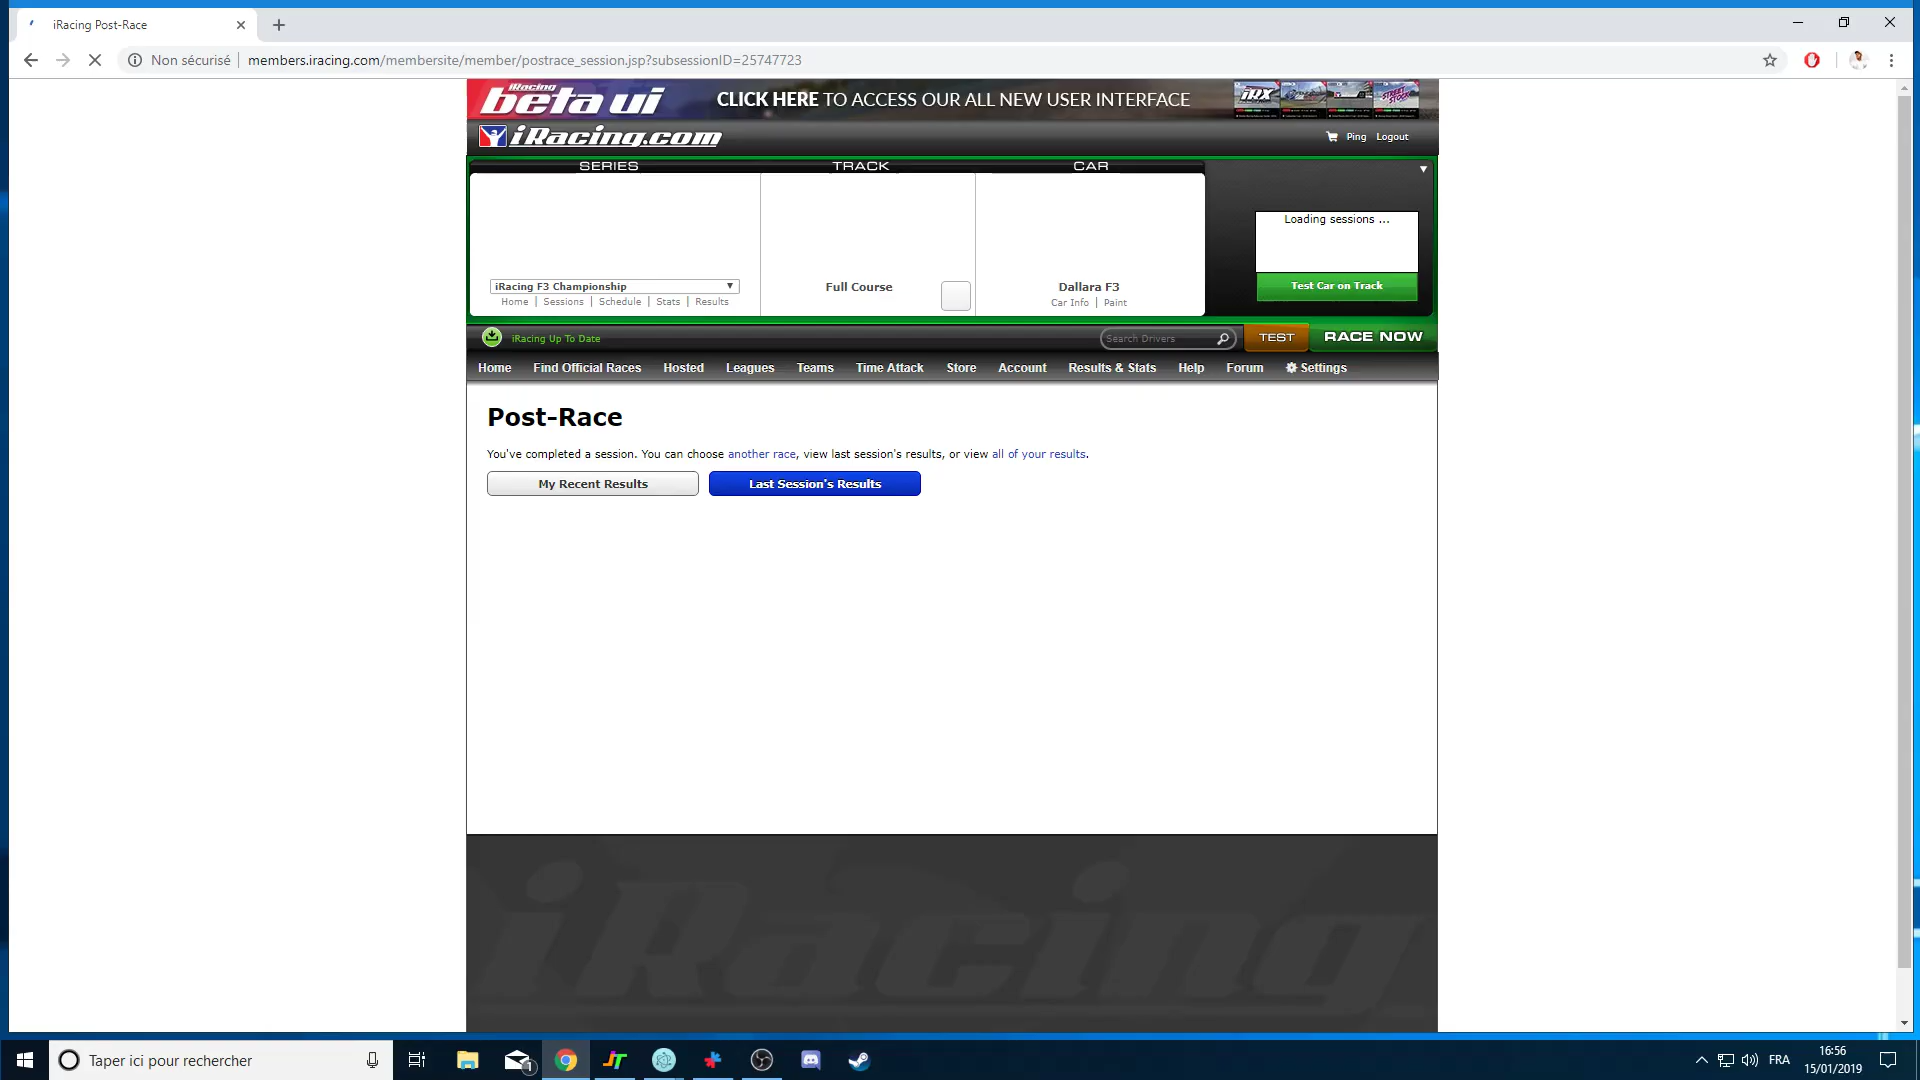 iRacing Post-Race
Non sécurisé
members.iracing.com/membersite/member/postrace_session.jsp?subsessionID=25747723
iRacing
beta ui
CLICK HERE TO ACCESS OUR ALL NEW USER INTERFACE
iRX
STREET STOCK
iRacing.com
Ping
Logout
SERIES
TRACK
CAR
Loading sessions ...
iRacing F3 Championship
Home | Sessions | Schedule | Stats | Results
Full Course
Dallara F3
Car Info | Paint
Test Car on Track
iRacing Up To Date
Search Drivers
TEST
RACE NOW
Home
Find Official Races
Hosted
Leagues
Teams
Time Attack
Store
Account
Results & Stats
Help
Forum
Settings
Post-Race
You've completed a session. You can choose another race, view last session's results, or view all of your results.
My Recent Results
Last Session's Results
iRacing
Taper ici pour rechercher
1
FRA
16:56
15/01/2019